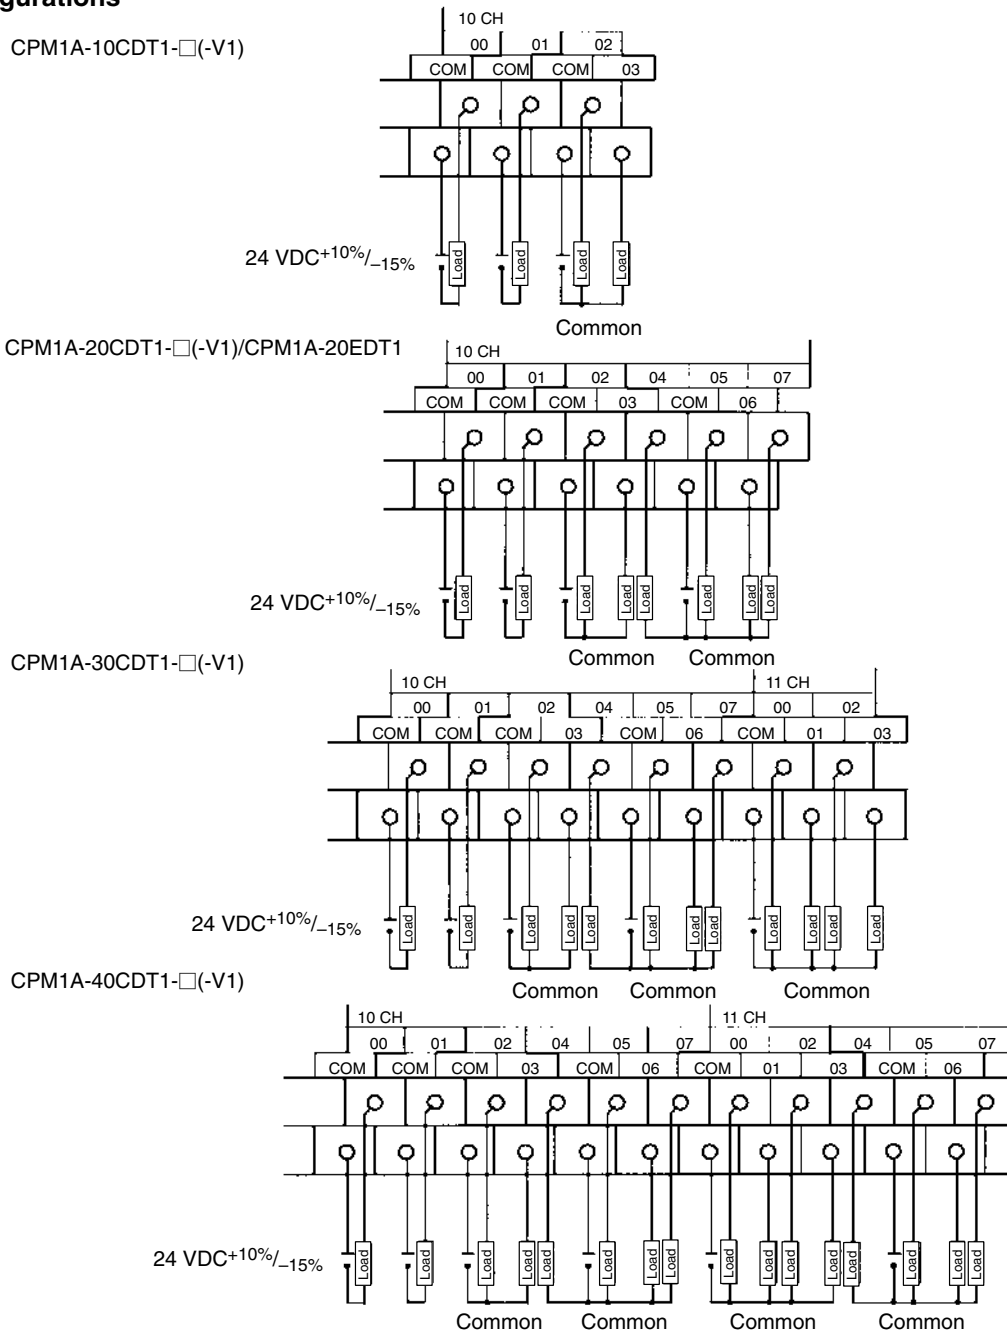 gurations
CPM1A-10CDT1-□(-V1)
10 CH
00 01 02
COM COM COM 03
24 VDC+10%/–15%
Load Load Load Load
Common
CPM1A-20CDT1-□(-V1)/CPM1A-20EDT1
10 CH
00 01 02 04 05 07
COM COM COM 03 COM 06
24 VDC+10%/–15%
Load Load Load Load Load Load Load Load
Common Common
CPM1A-30CDT1-□(-V1)
10 CH 11 CH
00 01 02 04 05 07 00 02
COM COM COM 03 COM 06 COM 01 03
24 VDC+10%/–15%
Load Load Load Load Load Load Load Load Load Load Load Load
Common Common Common
CPM1A-40CDT1-□(-V1)
10 CH 11 CH
00 01 02 04 05 07 00 02 04 05 07
COM COM COM 03 COM 06 COM 01 03 COM 06
24 VDC+10%/–15%
Load Load Load Load Load Load Load Load Load Load Load Load Load Load Load Load
Common Common Common Common